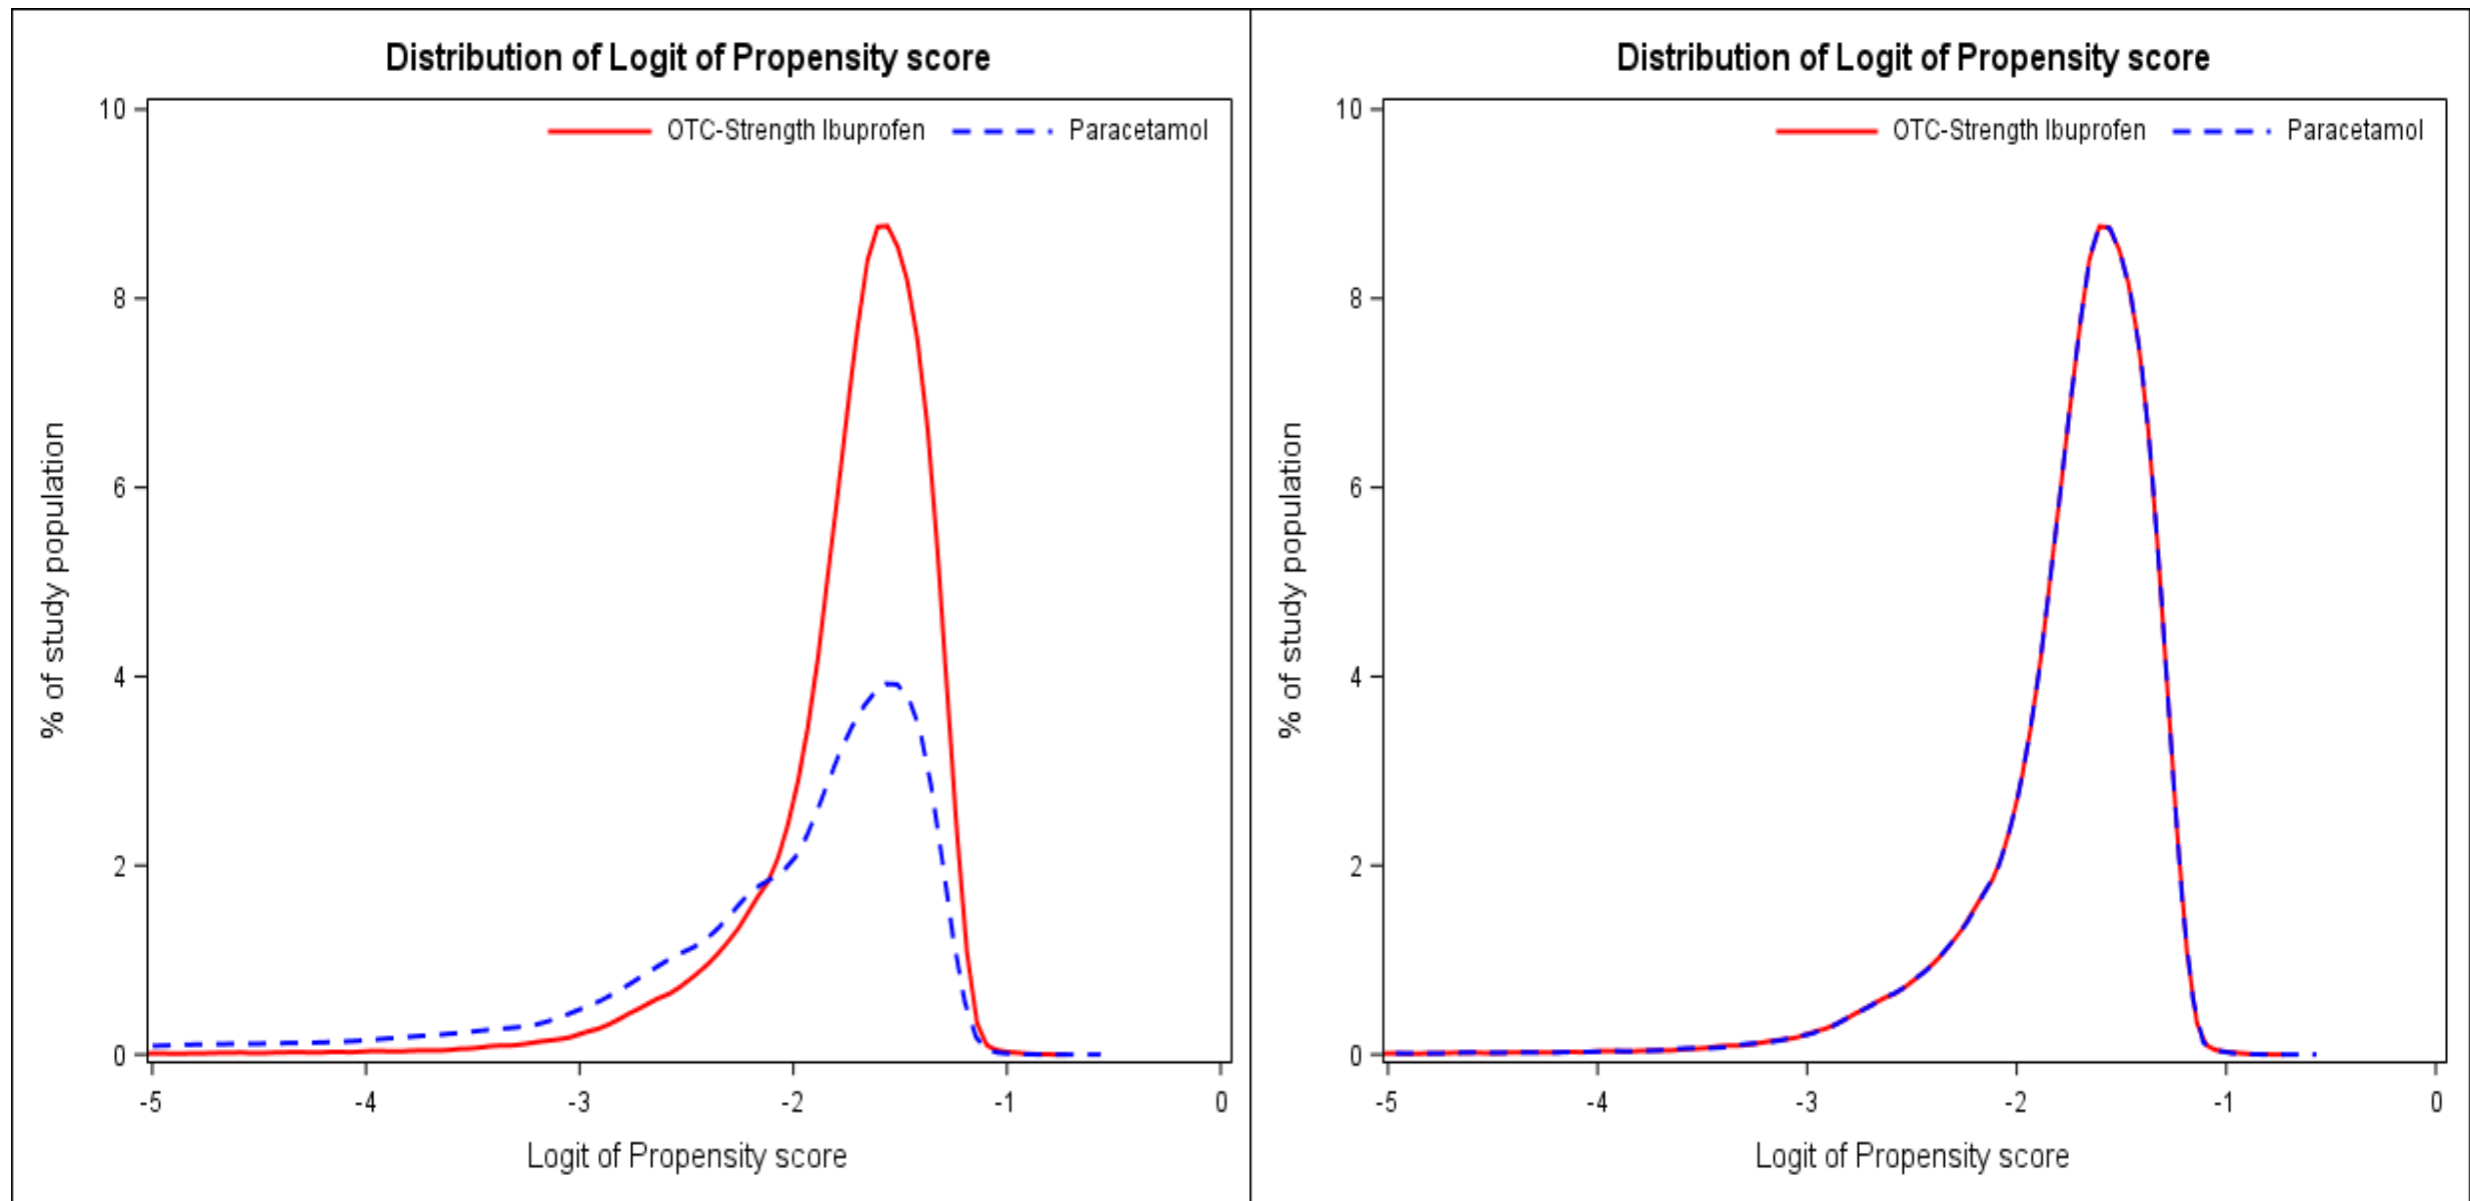 Distribution of Logit of Propensity score
OTC-Strength Ibuprofen Paracetamol
10
8
6
4
2
0
% of study population
-5 -4 -3 -2 -1 0
Logit of Propensity score
Distribution of Logit of Propensity score
OTC-Strength Ibuprofen Paracetamol
10
8
6
4
2
0
% of study population
-5 -4 -3 -2 -1 0
Logit of Propensity score